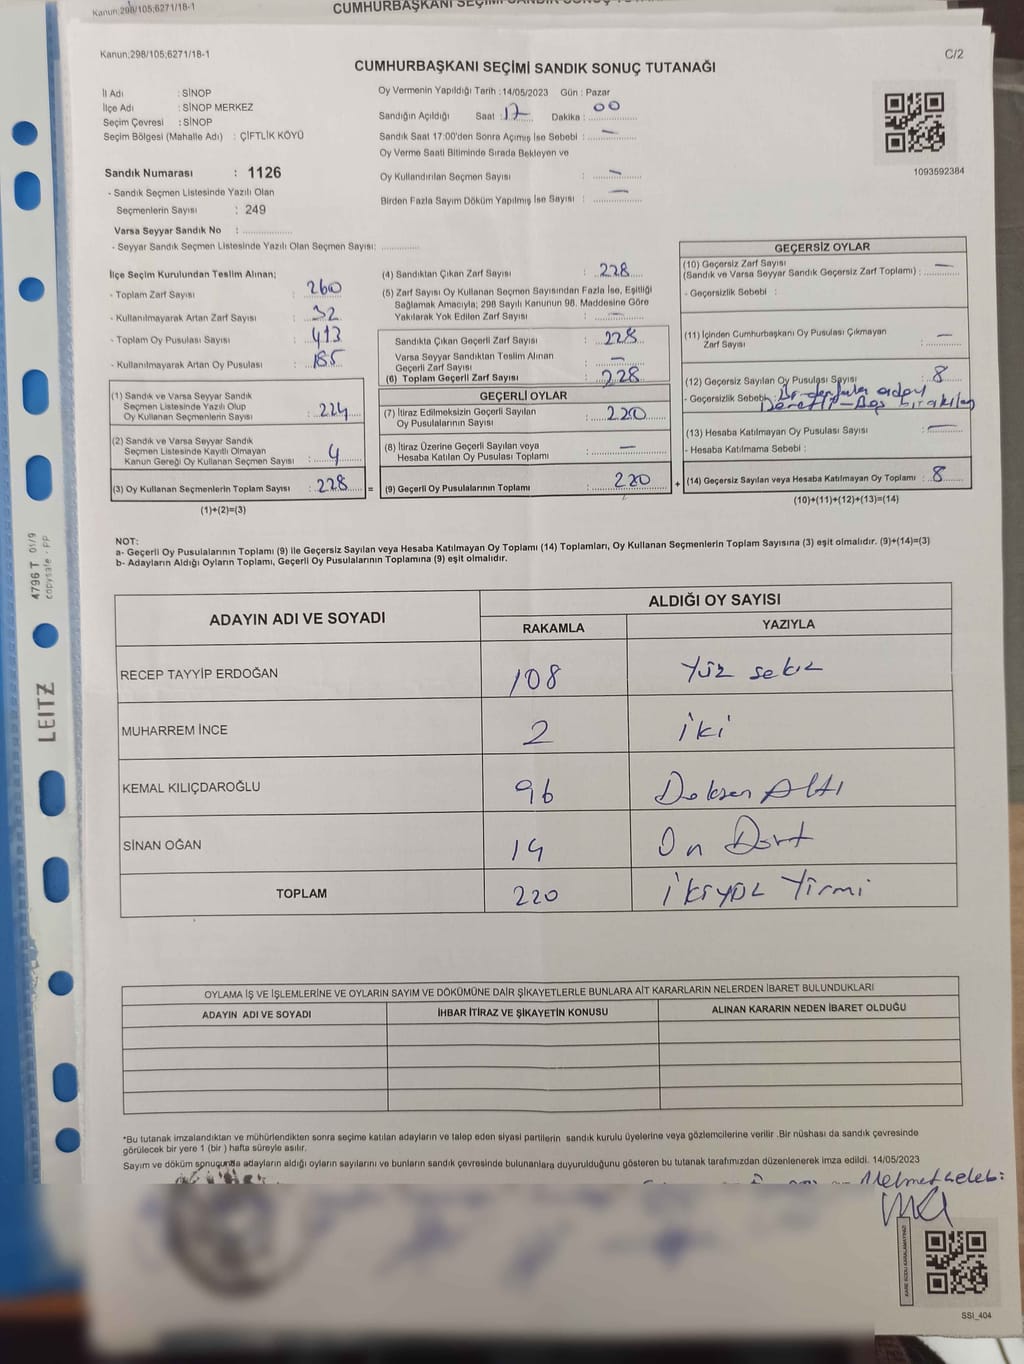 Kanun;298/105;6271/18-1
CUMHURBAŞKANI SEÇİMİ SANDIK SONUÇ
Kanun;298/105;6271/18-1
C/2
CUMHURBAŞKANI SEÇİMİ SANDIK SONUÇ TUTANAĞI
İl Adı : SİNOP
İlçe Adı : SİNOP MERKEZ
Seçim Çevresi : SİNOP
Seçim Bölgesi (Mahalle Adı) : ÇİFTLİK KÖYÜ
Sandık Numarası : 1126
- Sandık Seçmen Listesinde Yazılı Olan
Seçmenlerin Sayısı : 249
Varsa Seyyar Sandık No : ................
- Seyyar Sandık Seçmen Listesinde Yazılı Olan Seçmen Sayısı: ............
Oy Vermenin Yapıldığı Tarih : 14/05/2023 Gün : Pazar
Sandığın Açıldığı Saat : 17 Dakika : 00
Sandık Saat 17:00'den Sonra Açımış İse Sebebi : —
Oy Verme Saati Bitiminde Sırada Bekleyen ve
Oy Kullandırılan Seçmen Sayısı : —
Birden Fazla Sayım Döküm Yapılmış İse Sayısı : —
1093592384
İlçe Seçim Kurulundan Teslim Alınan;
- Toplam Zarf Sayısı : 260
- Kullanılmayarak Artan Zarf Sayısı : 32
- Toplam Oy Pusulası Sayısı : 413
- Kullanılmayarak Artan Oy Pusulası : 185
(1) Sandık ve Varsa Seyyar Sandık
Seçmen Listesinde Yazılı Olup
Oy Kullanan Seçmenlerin Sayısı : 224
(2) Sandık ve Varsa Seyyar Sandık
Seçmen Listesinde Kayıtlı Olmayan
Kanun Gereği Oy Kullanan Seçmen Sayısı : 4
(3) Oy Kullanan Seçmenlerin Toplam Sayısı : 228 =
(1)+(2)=(3)
(4) Sandıktan Çıkan Zarf Sayısı : 228
(5) Zarf Sayısı Oy Kullanan Seçmen Sayısından Fazla İse, Eşitliği
Sağlamak Amacıyla; 298 Sayılı Kanunun 98. Maddesine Göre
Yakılarak Yok Edilen Zarf Sayısı : —
Sandıkta Çıkan Geçerli Zarf Sayısı : 228
Varsa Seyyar Sandıktan Teslim Alınan
Geçerli Zarf Sayısı : —
(6) Toplam Geçerli Zarf Sayısı : 228
GEÇERLİ OYLAR
(7) İtiraz Edilmeksizin Geçerli Sayılan
Oy Pusulalarının Sayısı : 220
(8) İtiraz Üzerine Geçerli Sayılan veya
Hesaba Katılan Oy Pusulası Toplamı : —
(9) Geçerli Oy Pusulalarının Toplamı : 220 +
GEÇERSİZ OYLAR
(10) Geçersiz Zarf Sayısı
(Sandık ve Varsa Seyyar Sandık Geçersiz Zarf Toplamı) : —
- Geçersizlik Sebebi :
(11) İçinden Cumhurbaşkanı Oy Pusulası Çıkmayan
Zarf Sayısı : —
(12) Geçersiz Sayılan Oy Pusulası Sayısı : 8
- Geçersizlik Sebebi : Birden fazla aday
- Boş bırakılan
(13) Hesaba Katılmayan Oy Pusulası Sayısı : —
- Hesaba Katılmama Sebebi :
(14) Geçersiz Sayılan veya Hesaba Katılmayan Oy Toplamı : 8
(10)+(11)+(12)+(13)=(14)
NOT:
a- Geçerli Oy Pusulalarının Toplamı (9) ile Geçersiz Sayılan veya Hesaba Katılmayan Oy Toplamı (14) Toplamları, Oy Kullanan Seçmenlerin Toplam Sayısına (3) eşit olmalıdır. (9)+(14)=(3)
b- Adayların Aldığı Oyların Toplamı, Geçerli Oy Pusulalarının Toplamına (9) eşit olmalıdır.
ADAYIN ADI VE SOYADI
ALDIĞI OY SAYISI
RAKAMLA YAZIYLA
RECEP TAYYİP ERDOĞAN 108 Yüz sekiz
MUHARREM İNCE 2 iki
KEMAL KILIÇDAROĞLU 96 Doksan Altı
SİNAN OĞAN 14 On Dört
TOPLAM 220 ikiyüz Yirmi
OYLAMA İŞ VE İŞLEMLERİNE VE OYLARIN SAYIM VE DÖKÜMÜNE DAİR ŞİKAYETLERLE BUNLARA AİT KARARLARIN NELERDEN İBARET BULUNDUKLARI
ADAYIN ADI VE SOYADI İHBAR İTİRAZ VE ŞİKAYETİN KONUSU ALINAN KARARIN NEDEN İBARET OLDUĞU
*Bu tutanak imzalandıktan ve mühürlendikten sonra seçime katılan adayların ve talep eden siyasi partilerin sandık kurulu üyelerine veya gözlemcilerine verilir .Bir nüshası da sandık çevresinde
görülecek bir yere 1 (bir) hafta süreyle asılır.
Sayım ve döküm sonucunda adayların aldığı oyların sayılarını ve bunların sandık çevresinde bulunanlara duyurulduğunu gösteren bu tutanak tarafımızdan düzenlenerek imza edildi. 14/05/2023
Mehmet Çelebi
KARE KODU KARALAMAYINIZ!
SSI_404
LEITZ
4796 T 01/9
copysafe - PP